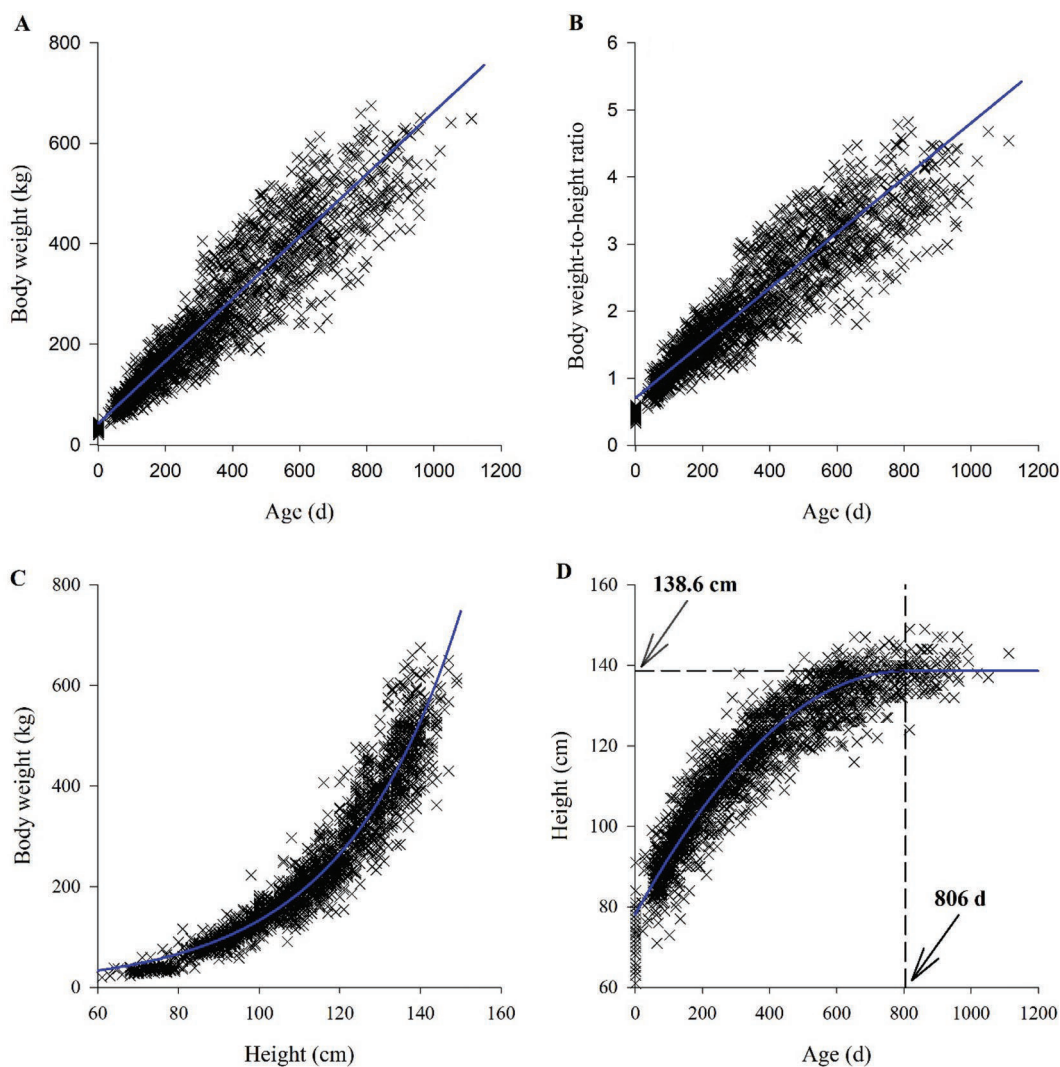 A
B
800
600
400
200
0
Body weight (kg)
0 200 400 600 800 1000 1200
Age (d)
6
5
4
3
2
1
0
Body weight-to-height ratio
0 200 400 600 800 1000 1200
Age (d)
C
D
800
600
400
200
0
Body weight (kg)
60 80 100 120 140 160
Height (cm)
160
140
120
100
80
60
Height (cm)
138.6 cm
806 d
0 200 400 600 800 1000 1200
Age (d)